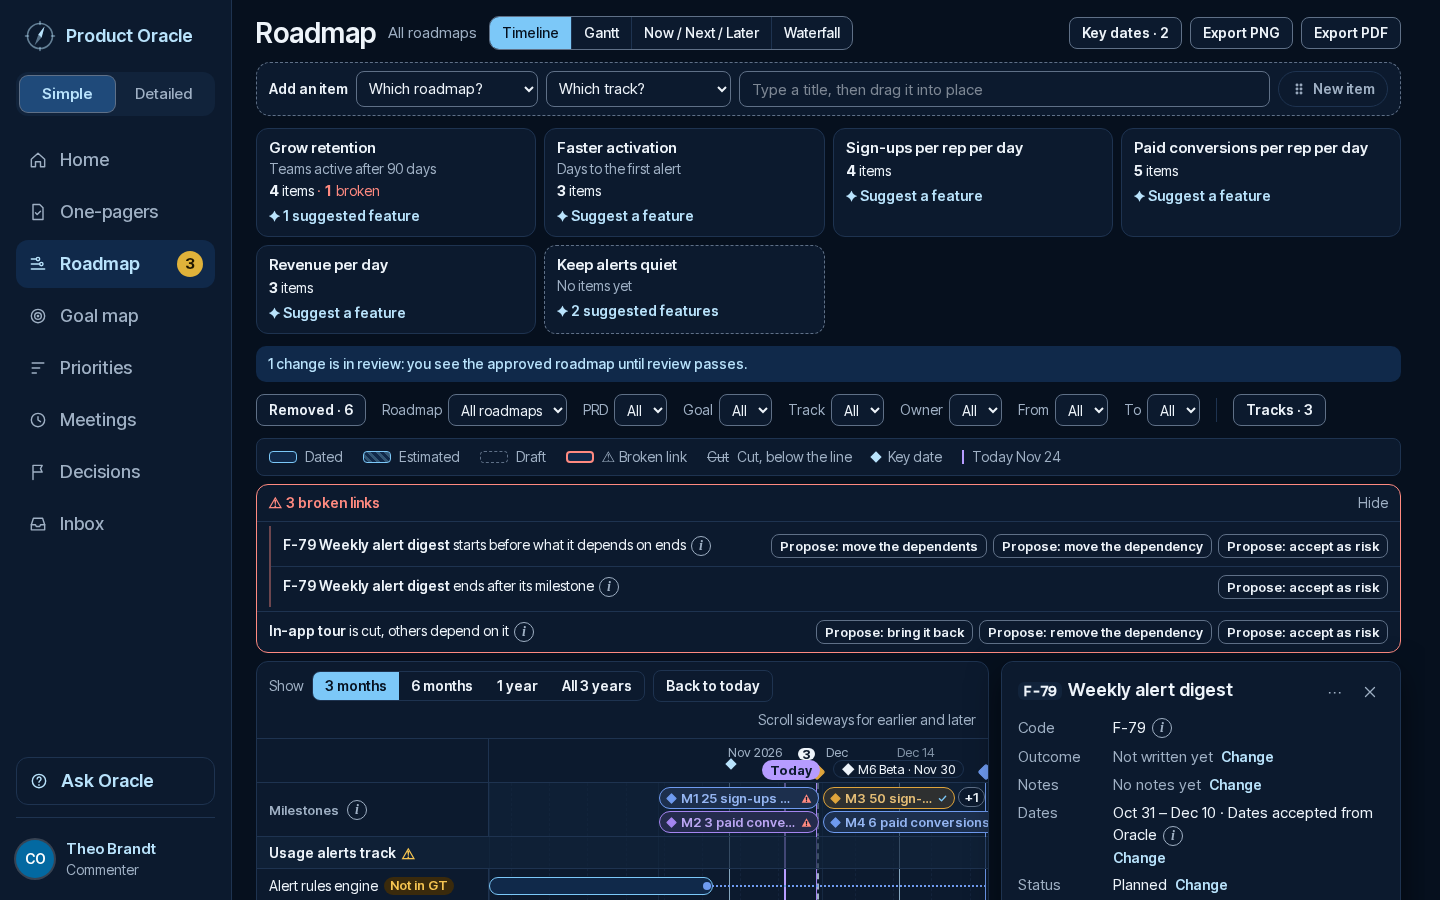 Product Oracle
Simple
Detailed
Home
One-pagers
Roadmap
3
Goal map
Priorities
Meetings
Decisions
Inbox
Ask Oracle
CO
Theo Brandt
Commenter
Roadmap
All roadmaps
Timeline
Gantt
Now / Next / Later
Waterfall
Key dates · 2
Export PNG
Export PDF
Add an item
Which roadmap?
Which track?
Type a title, then drag it into place
New item
Grow retention
Teams active after 90 days
4 items · 1 broken
✦ 1 suggested feature
Faster activation
Days to the first alert
3 items
✦ Suggest a feature
Sign-ups per rep per day
4 items
✦ Suggest a feature
Paid conversions per rep per day
5 items
✦ Suggest a feature
Revenue per day
3 items
✦ Suggest a feature
Keep alerts quiet
No items yet
✦ 2 suggested features
1 change is in review: you see the approved roadmap until review passes.
Removed · 6
Roadmap
All roadmaps
PRD
All
Goal
All
Track
All
Owner
All
From
All
To
All
Tracks · 3
Dated
Estimated
Draft
⚠ Broken link
Cut
Cut, below the line
Key date
Today Nov 24
⚠ 3 broken links
Hide
F-79 Weekly alert digest starts before what it depends on ends i
Propose: move the dependents
Propose: move the dependency
Propose: accept as risk
F-79 Weekly alert digest ends after its milestone i
Propose: accept as risk
In-app tour is cut, others depend on it i
Propose: bring it back
Propose: remove the dependency
Propose: accept as risk
Show
3 months
6 months
1 year
All 3 years
Back to today
Scroll sideways for earlier and later
Nov 2026
3
Dec
Dec 14
Today
◆ M6 Beta · Nov 30
Milestones i
◆ M1 25 sign-ups ... ⚠
◆ M3 50 sign-... ✓
+1
◆ M2 3 paid conve... ⚠
◆ M4 6 paid conversions
Usage alerts track ⚠
Alert rules engine
Not in GT
F-79 Weekly alert digest
...
Code
F-79 i
Outcome
Not written yet Change
Notes
No notes yet Change
Dates
Oct 31 – Dec 10 · Dates accepted from
Oracle i
Change
Status
Planned Change